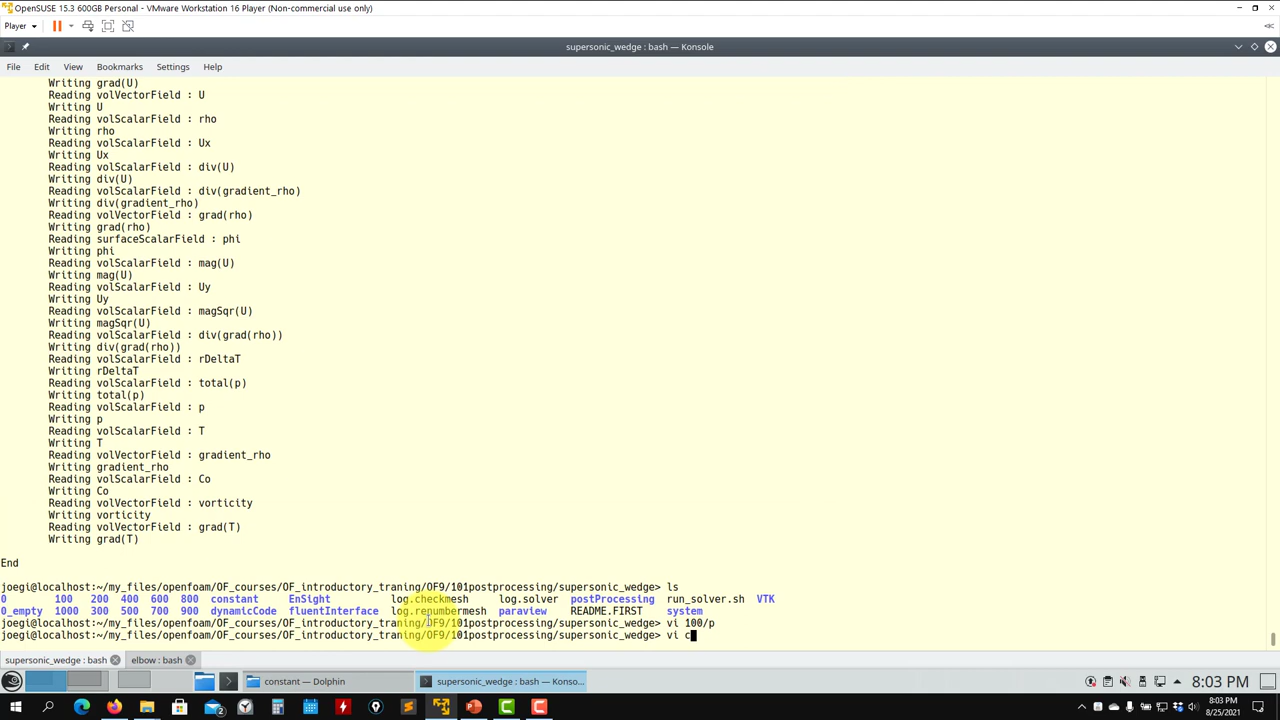 OpenSUSE 15.3 600GB Personal - VMware Workstation 16 Player (Non-commercial use only)
Player
supersonic_wedge : bash — Konsole
File Edit View Bookmarks Settings Help
Writing grad(U)
Reading volVectorField : U
Writing U
Reading volScalarField : rho
Writing rho
Reading volScalarField : Ux
Writing Ux
Reading volScalarField : div(U)
Writing div(U)
Reading volScalarField : div(gradient_rho)
Writing div(gradient_rho)
Reading volVectorField : grad(rho)
Writing grad(rho)
Reading surfaceScalarField : phi
Writing phi
Reading volScalarField : mag(U)
Writing mag(U)
Reading volScalarField : Uy
Writing Uy
Reading volScalarField : magSqr(U)
Writing magSqr(U)
Reading volScalarField : div(grad(rho))
Writing div(grad(rho))
Reading volScalarField : rDeltaT
Writing rDeltaT
Reading volScalarField : total(p)
Writing total(p)
Reading volScalarField : p
Writing p
Reading volScalarField : T
Writing T
Reading volVectorField : gradient_rho
Writing gradient_rho
Reading volScalarField : Co
Writing Co
Reading volVectorField : vorticity
Writing vorticity
Reading volVectorField : grad(T)
Writing grad(T)
End
joegi@localhost:~/my_files/openfoam/OF_courses/OF_introductory_traning/OF9/101postprocessing/supersonic_wedge> ls
0 100 200 400 600 800 constant EnSight log.checkmesh log.solver postProcessing run_solver.sh VTK
0_empty 1000 300 500 700 900 dynamicCode fluentInterface log.renumbermesh paraview README.FIRST system
joegi@localhost:~/my_files/openfoam/OF_courses/OF_introductory_traning/OF9/101postprocessing/supersonic_wedge> vi 100/p
joegi@localhost:~/my_files/openfoam/OF_courses/OF_introductory_traning/OF9/101postprocessing/supersonic_wedge> vi c
supersonic_wedge : bash elbow : bash
constant — Dolphin supersonic_wedge : bash — Konso... 8:03 PM
8:03 PM
8/25/2021